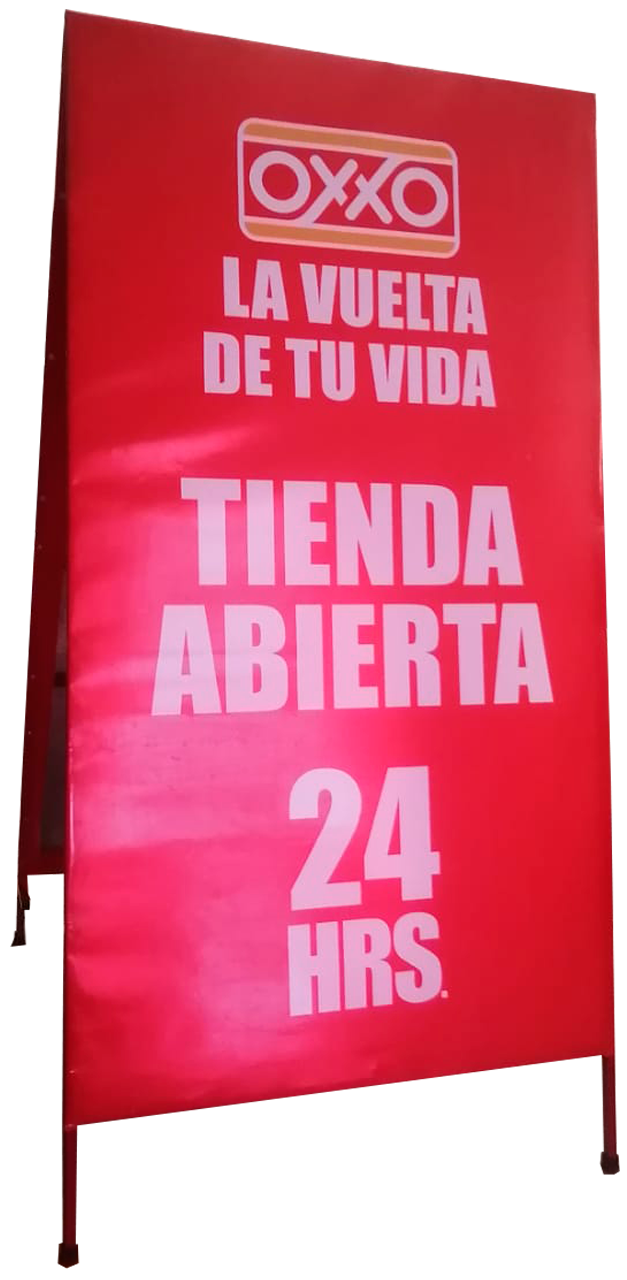 OXXO
LA VUELTA
DE TU VIDA
TIENDA
ABIERTA
24
HRS.